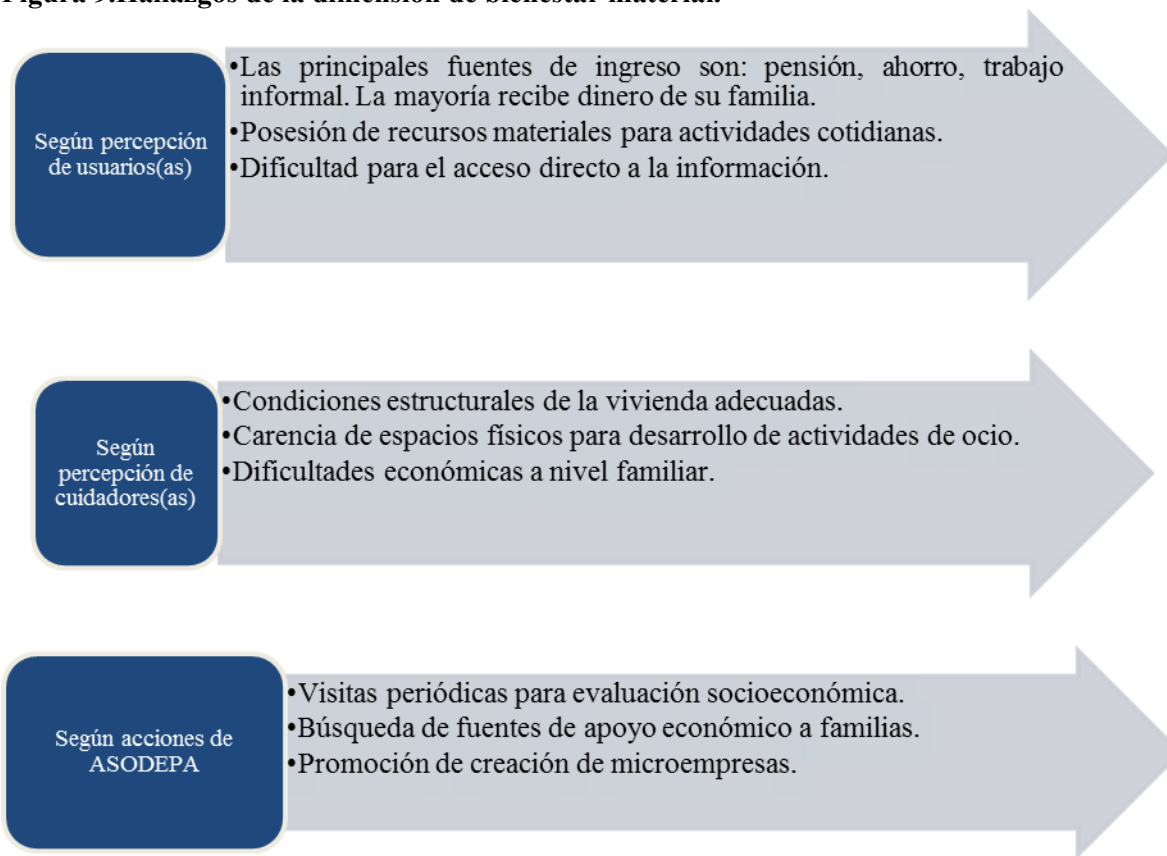 Figura 9.Hallazgos de la dimensión de bienestar material.
Según percepción
de usuarios(as)
•Las principales fuentes de ingreso son: pensión, ahorro, trabajo
informal. La mayoría recibe dinero de su familia.
•Posesión de recursos materiales para actividades cotidianas.
•Dificultad para el acceso directo a la información.
Según
percepción de
cuidadores(as)
•Condiciones estructurales de la vivienda adecuadas.
•Carencia de espacios físicos para desarrollo de actividades de ocio.
•Dificultades económicas a nivel familiar.
Según acciones de
ASODEPA
•Visitas periódicas para evaluación socioeconómica.
•Búsqueda de fuentes de apoyo económico a familias.
•Promoción de creación de microempresas.